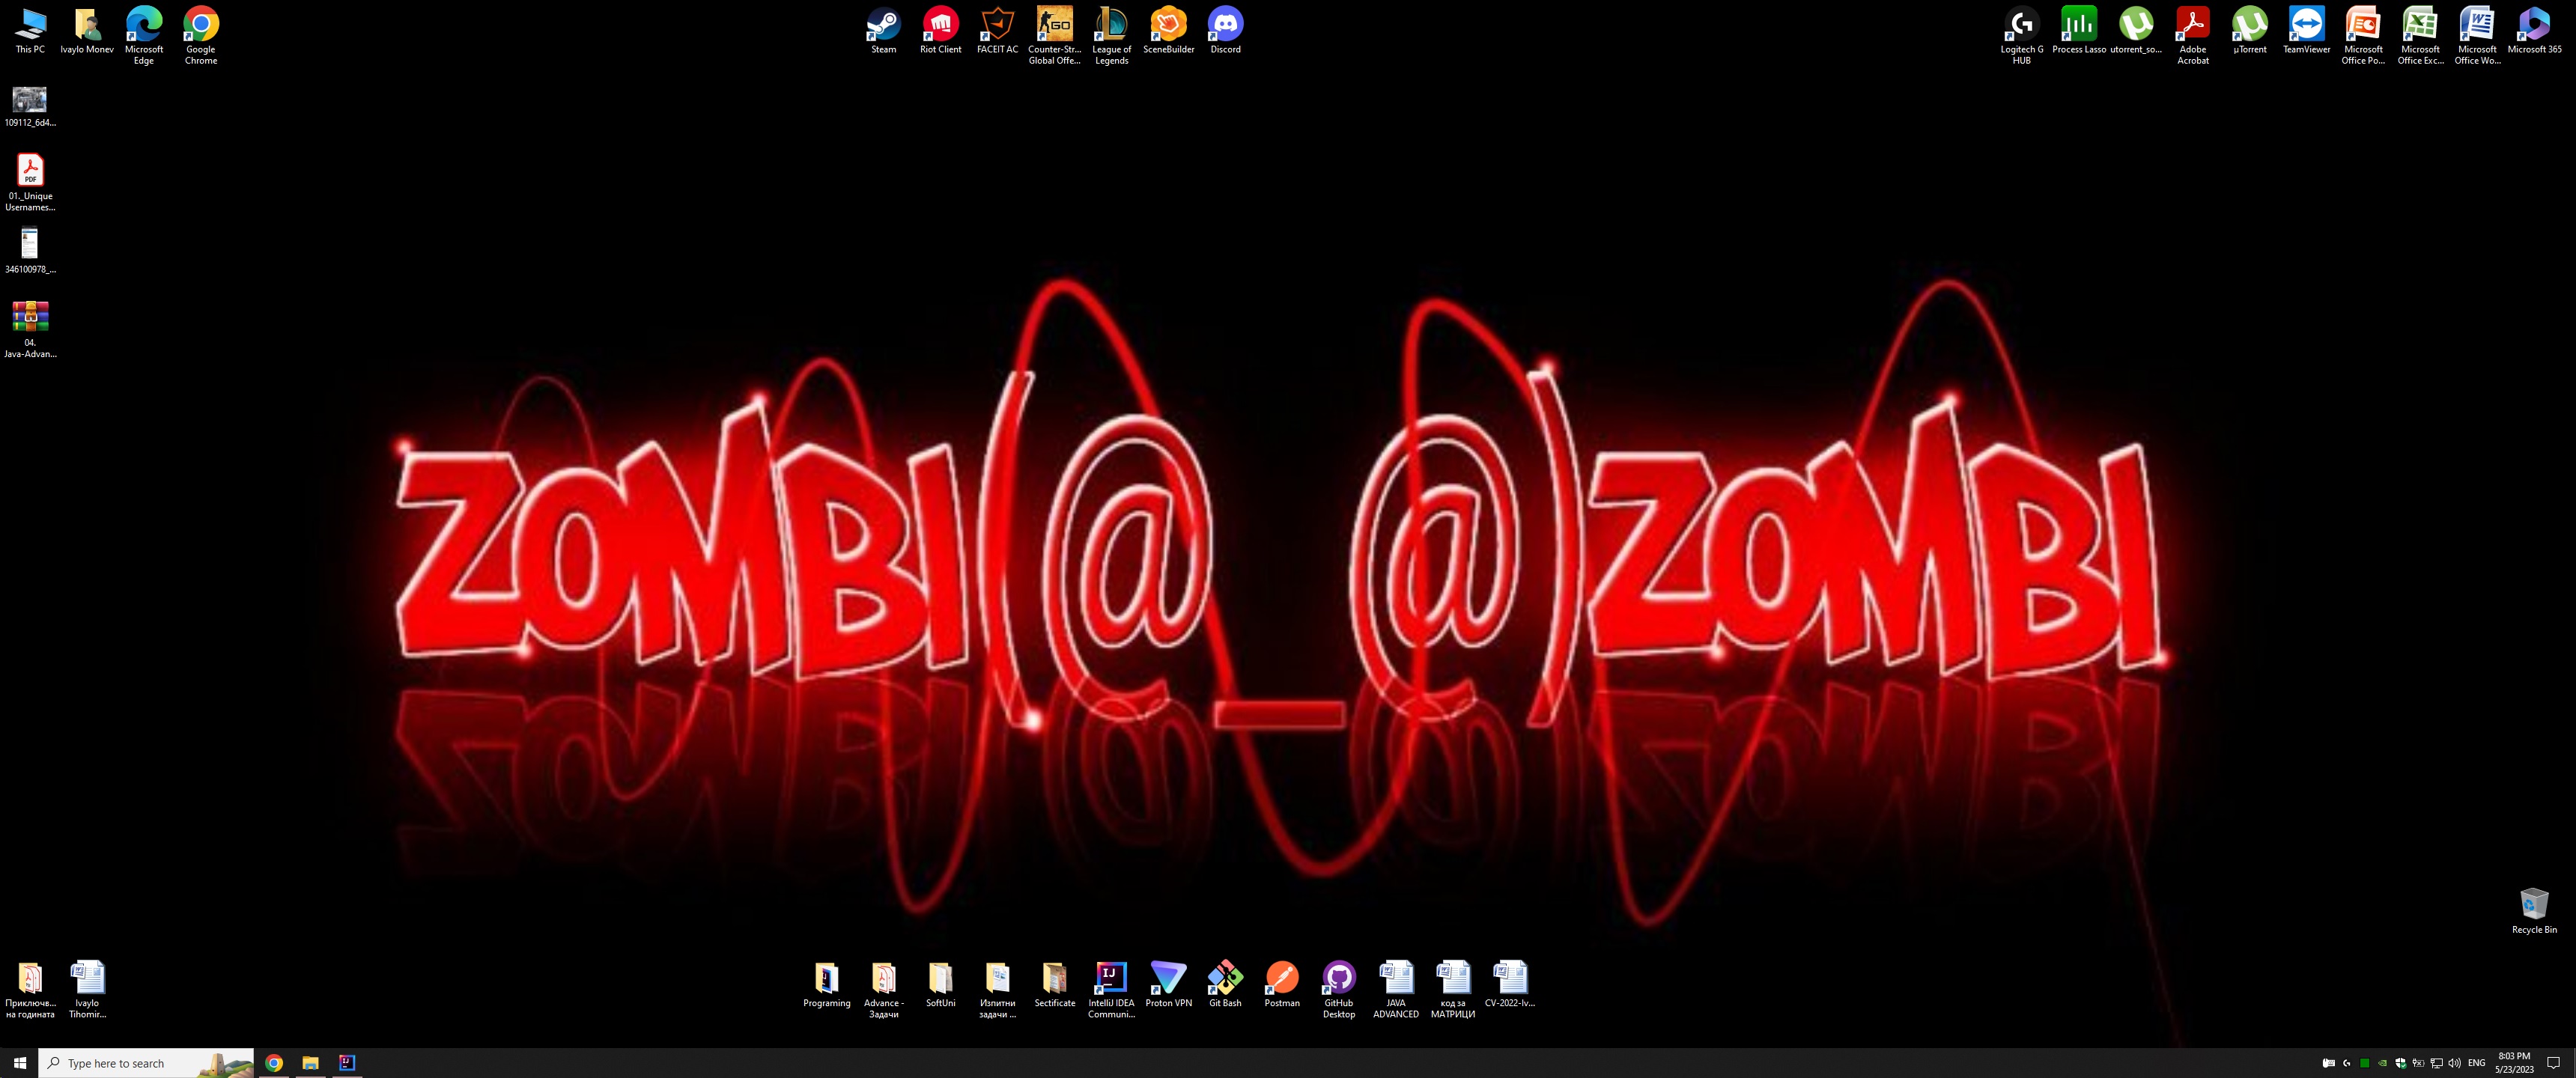 This PC
Ivaylo Monev
Microsoft
Edge
Google
Chrome
Steam
Riot Client
FACEIT AC
Counter-Str...
Global Offe...
League of
Legends
SceneBuilder
Discord
Logitech G
HUB
Process Lasso
utorrent_so...
Adobe
Acrobat
µTorrent
TeamViewer
Microsoft
Office Po...
Microsoft
Office Exc...
Microsoft
Office Wo...
Microsoft 365
109112_6d4...
PDF
01._Unique
Usernames...
346100978_...
04.
Java-Advan...
ZOMBI(@_@)ZOMBI
Recycle Bin
Приключв...
на годината
Ivaylo
Tihomir...
Programing
Advance -
Задачи
SoftUni
Изпитни
задачи ...
Sectificate
IntelliJ IDEA
Communi...
Proton VPN
Git Bash
Postman
GitHub
Desktop
JAVA
ADVANCED
код за
МАТРИЦИ
CV-2022-Iv...
Type here to search
ENG
8:03 PM
5/23/2023